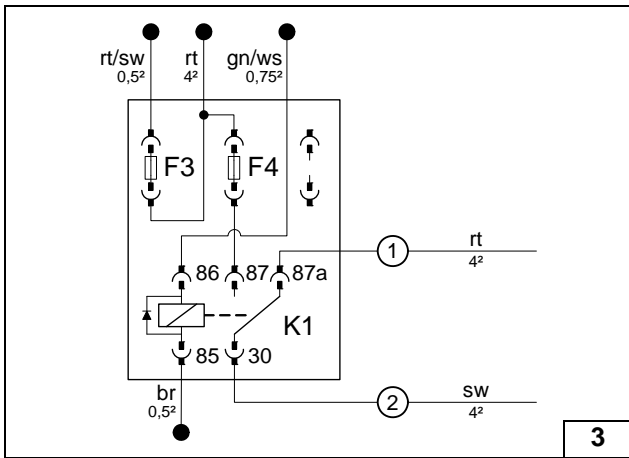 rt/sw rt gn/ws
0,5² 4² 0,75²
F3 F4
1 rt
4²
86 87 87a
K1
85 30
br
0,5²
2 sw
4²
3